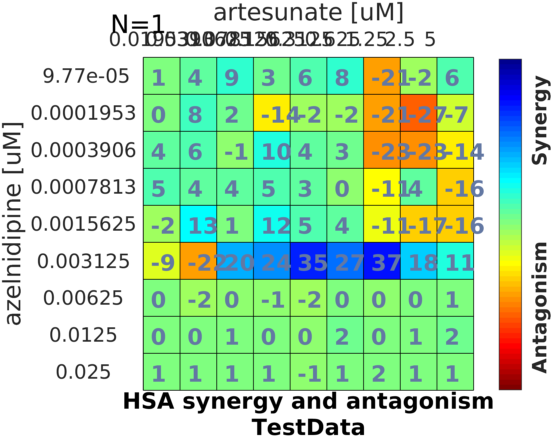 N=1
artesunate [uM]
2.5 5
9.77e-05 1 4 9 3 6 8 -21 -2 6
0.0001953 0 8 2 -14 -2 -2 -21 -27 -7
0.0003906 4 6 -1 10 4 3 -23 -23 -14
0.0007813 5 4 4 5 3 0 -11 4 -16
0.0015625 -2 13 1 12 5 4 -11 -17 -16
0.003125 -9 -22 20 24 35 27 37 18 11
0.00625 0 -2 0 -1 -2 0 0 0 1
0.0125 0 0 1 0 0 2 0 1 2
0.025 1 1 1 1 -1 1 2 1 1
azelnidipine [uM]
Synergy
Antagonism
HSA synergy and antagonism
TestData